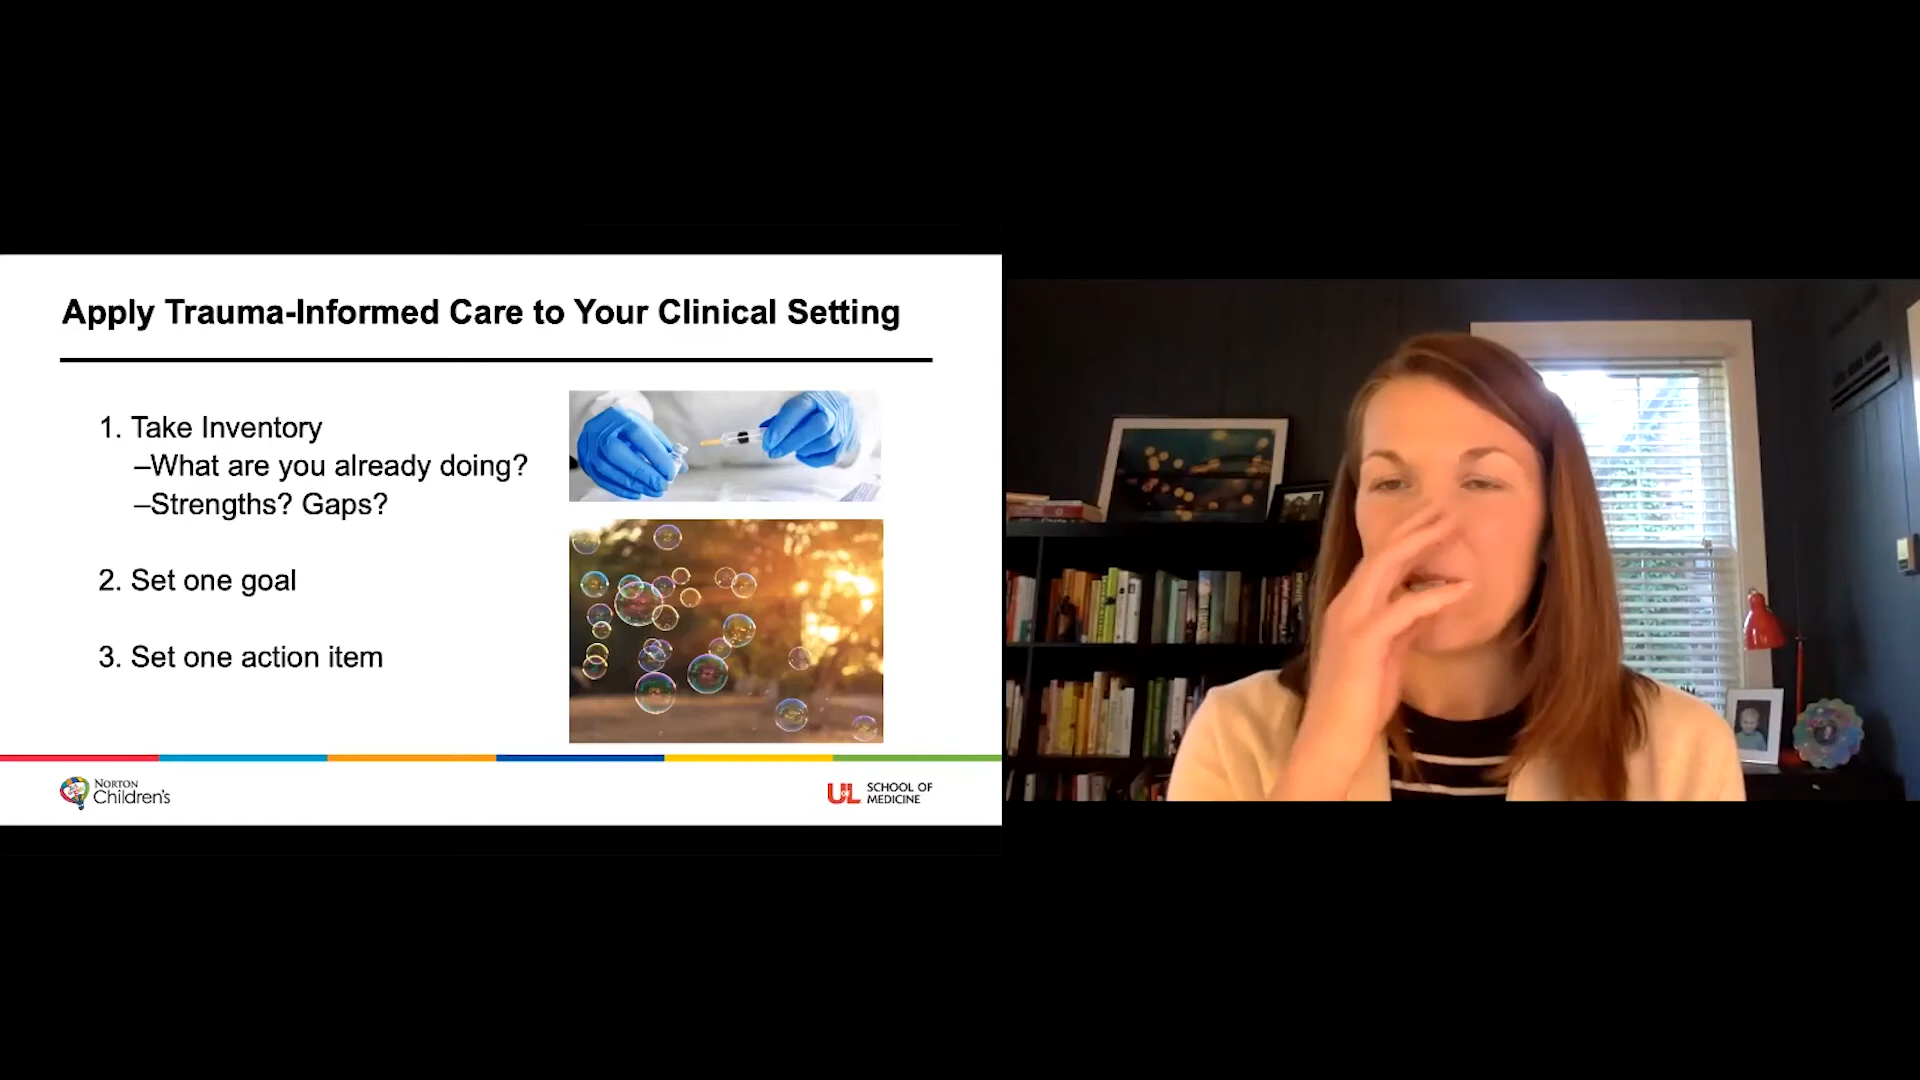 Apply Trauma-Informed Care to Your Clinical Setting
1. Take Inventory
–What are you already doing?
–Strengths? Gaps?
2. Set one goal
3. Set one action item
NORTON
Children's
UofL
SCHOOL OF
MEDICINE